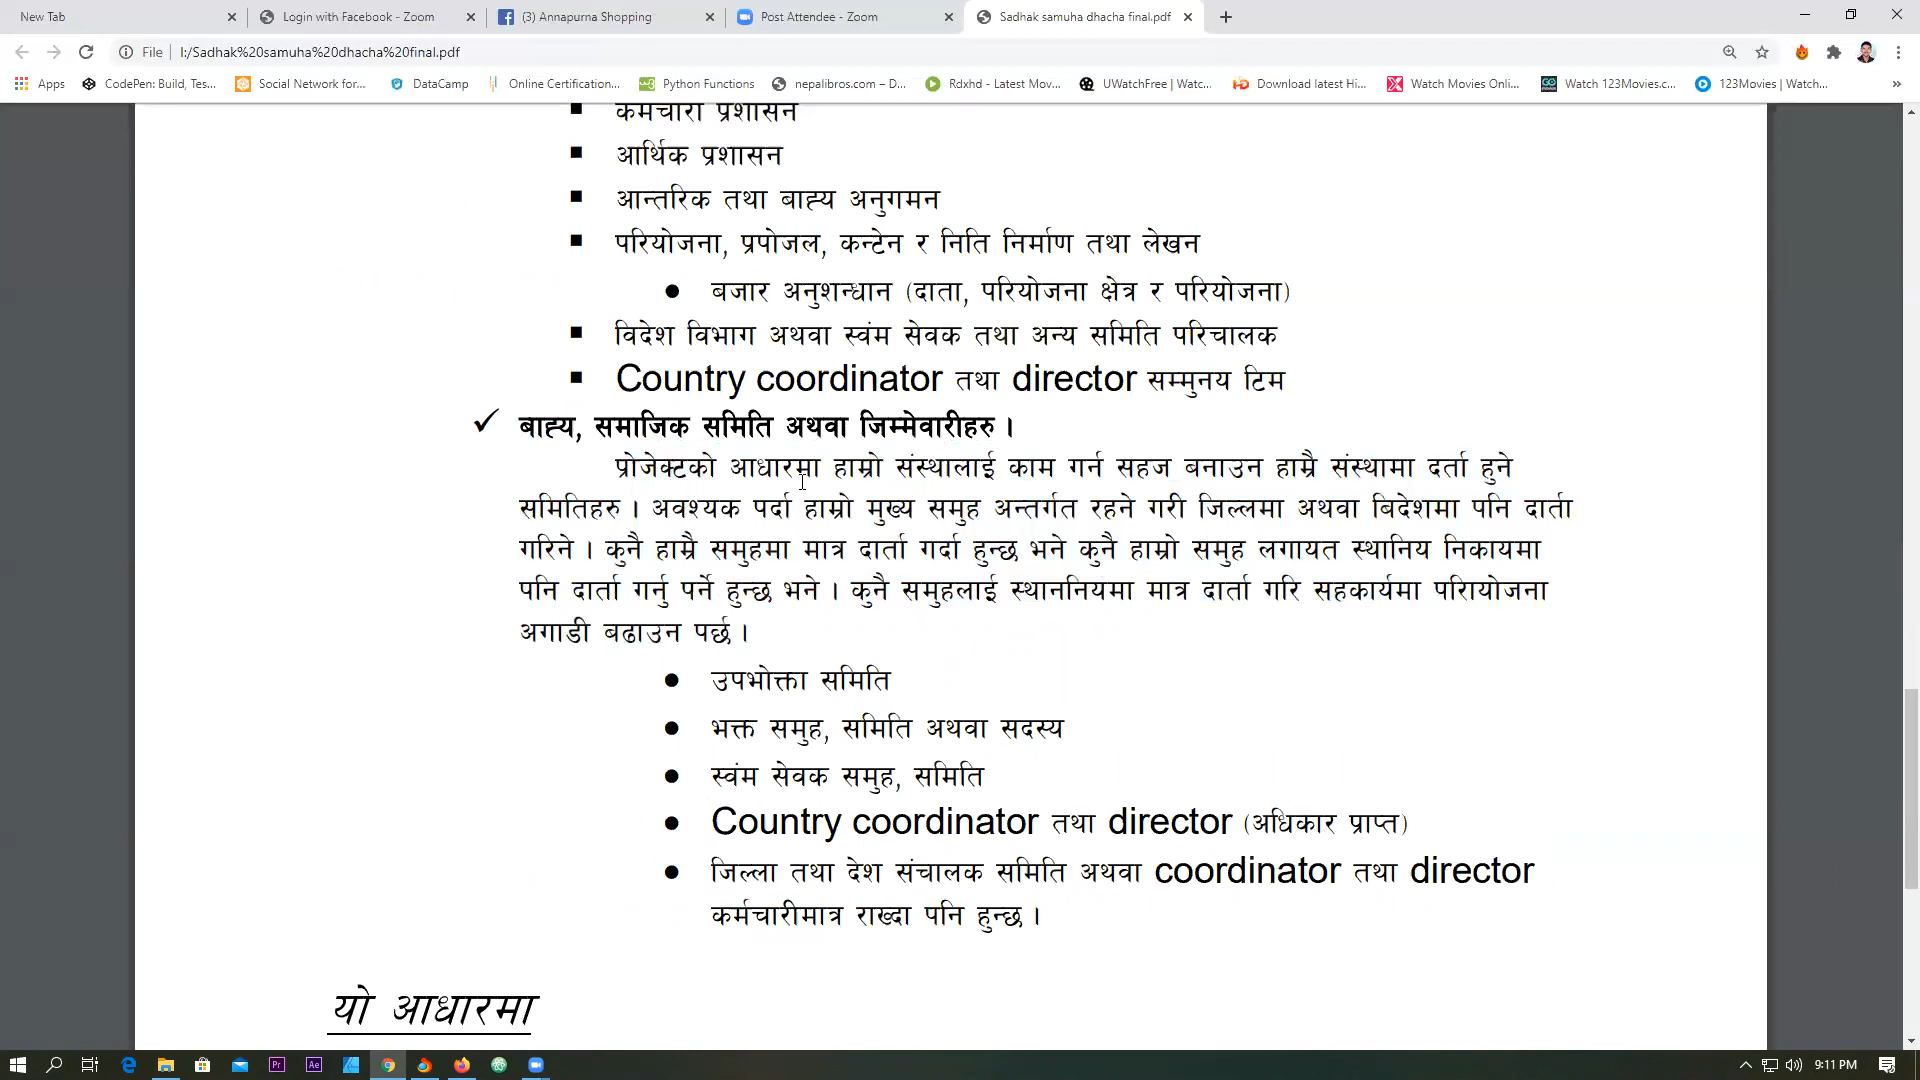 New Tab
Login with Facebook - Zoom
(3) Annapurna Shopping
Post Attendee - Zoom
Sadhak samuha dhacha final.pdf
File
I:/Sadhak%20samuha%20dhacha%20final.pdf
Apps
CodePen: Build, Tes...
Social Network for...
DataCamp
Online Certification...
Python Functions
nepalibros.com – D...
Rdxhd - Latest Mov...
UWatchFree | Watc...
Download latest Hi...
Watch Movies Onli...
Watch 123Movies.c...
123Movies | Watch...
कर्मचारी प्रशासन
आर्थिक प्रशासन
आन्तरिक तथा बाह्य अनुगमन
परियोजना, प्रपोजल, कन्टेन र निति निर्माण तथा लेखन
बजार अनुशन्धान (दाता, परियोजना क्षेत्र र परियोजना)
विदेश विभाग अथवा स्वंम सेवक तथा अन्य समिति परिचालक
Country coordinator तथा director सम्मुनय टिम
बाह्य, समाजिक समिति अथवा जिम्मेवारीहरु ।
प्रोजेक्टको आधारमा हाम्रो संस्थालाई काम गर्न सहज बनाउन हाम्रै संस्थामा दर्ता हुने
समितिहरु । अवश्यक पर्दा हाम्रो मुख्य समुह अन्तर्गत रहने गरी जिल्लमा अथवा बिदेशमा पनि दार्ता
गरिने । कुनै हाम्रै समुहमा मात्र दार्ता गर्दा हुन्छ भने कुनै हाम्रो समुह लगायत स्थानिय निकायमा
पनि दार्ता गर्नु पर्ने हुन्छ भने । कुनै समुहलाई स्थाननियमा मात्र दार्ता गरि सहकार्यमा परिायोजना
अगाडी बढाउन पर्छ ।
उपभोक्ता समिति
भक्त समुह, समिति अथवा सदस्य
स्वंम सेवक समुह, समिति
Country coordinator तथा director (अधिकार प्राप्त)
जिल्ला तथा देश संचालक समिति अथवा coordinator तथा director
कर्मचारीमात्र राख्दा पनि हुन्छ ।
यो आधारमा
9:11 PM